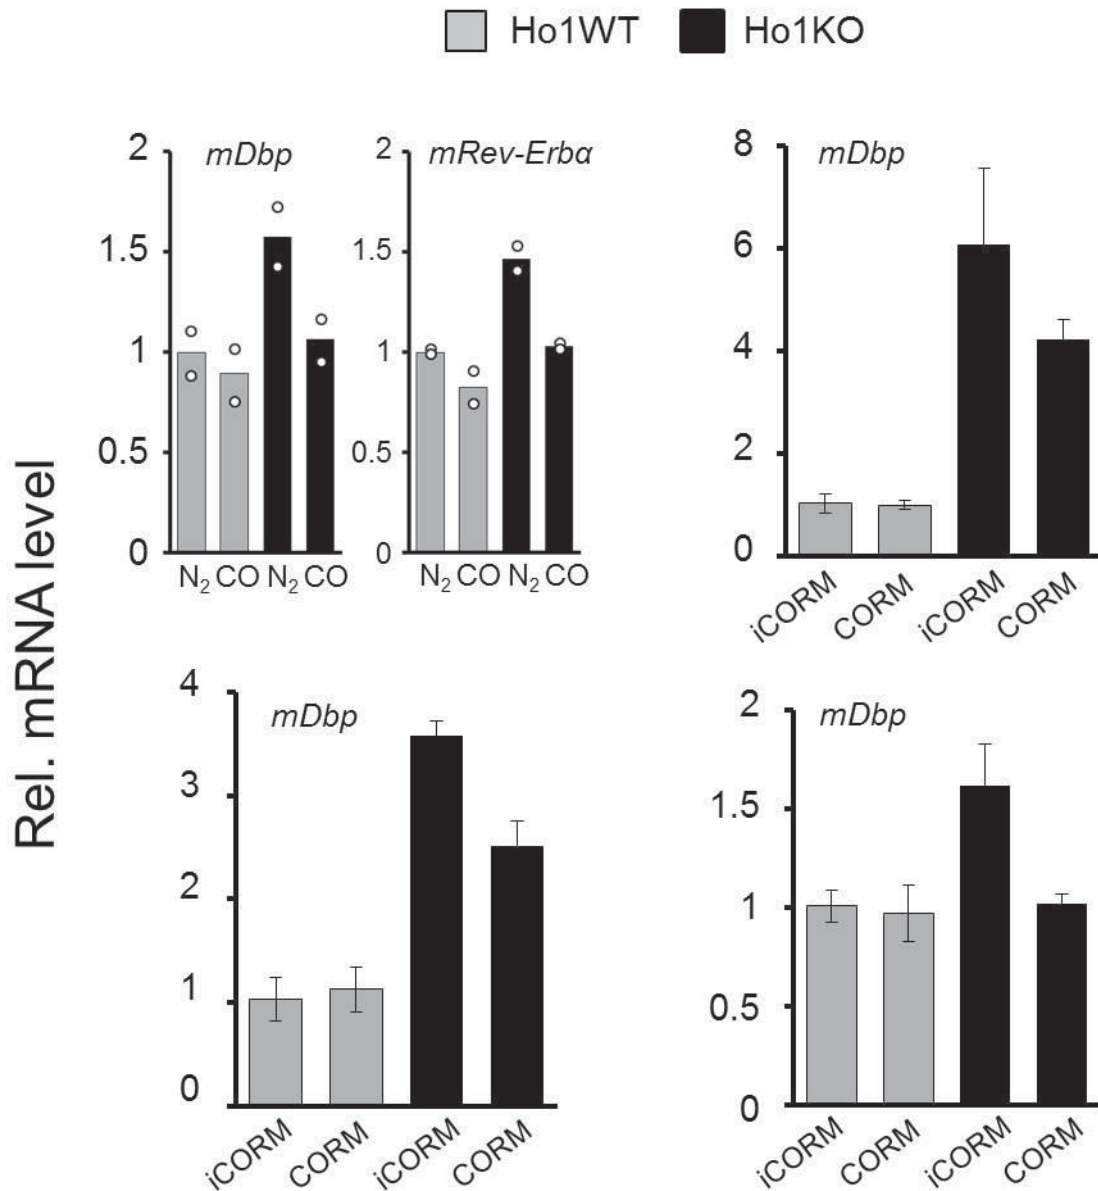 Ho1WT Ho1KO
Rel. mRNA level
mDbp
2
1.5
1
0.5
0
N₂ CO N₂ CO
mRev-Erbα
2
1.5
1
0.5
0
N₂ CO N₂ CO
mDbp
8
6
4
2
0
iCORM CORM iCORM CORM
mDbp
4
3
2
1
0
iCORM CORM iCORM CORM
mDbp
2
1.5
1
0.5
0
iCORM CORM iCORM CORM